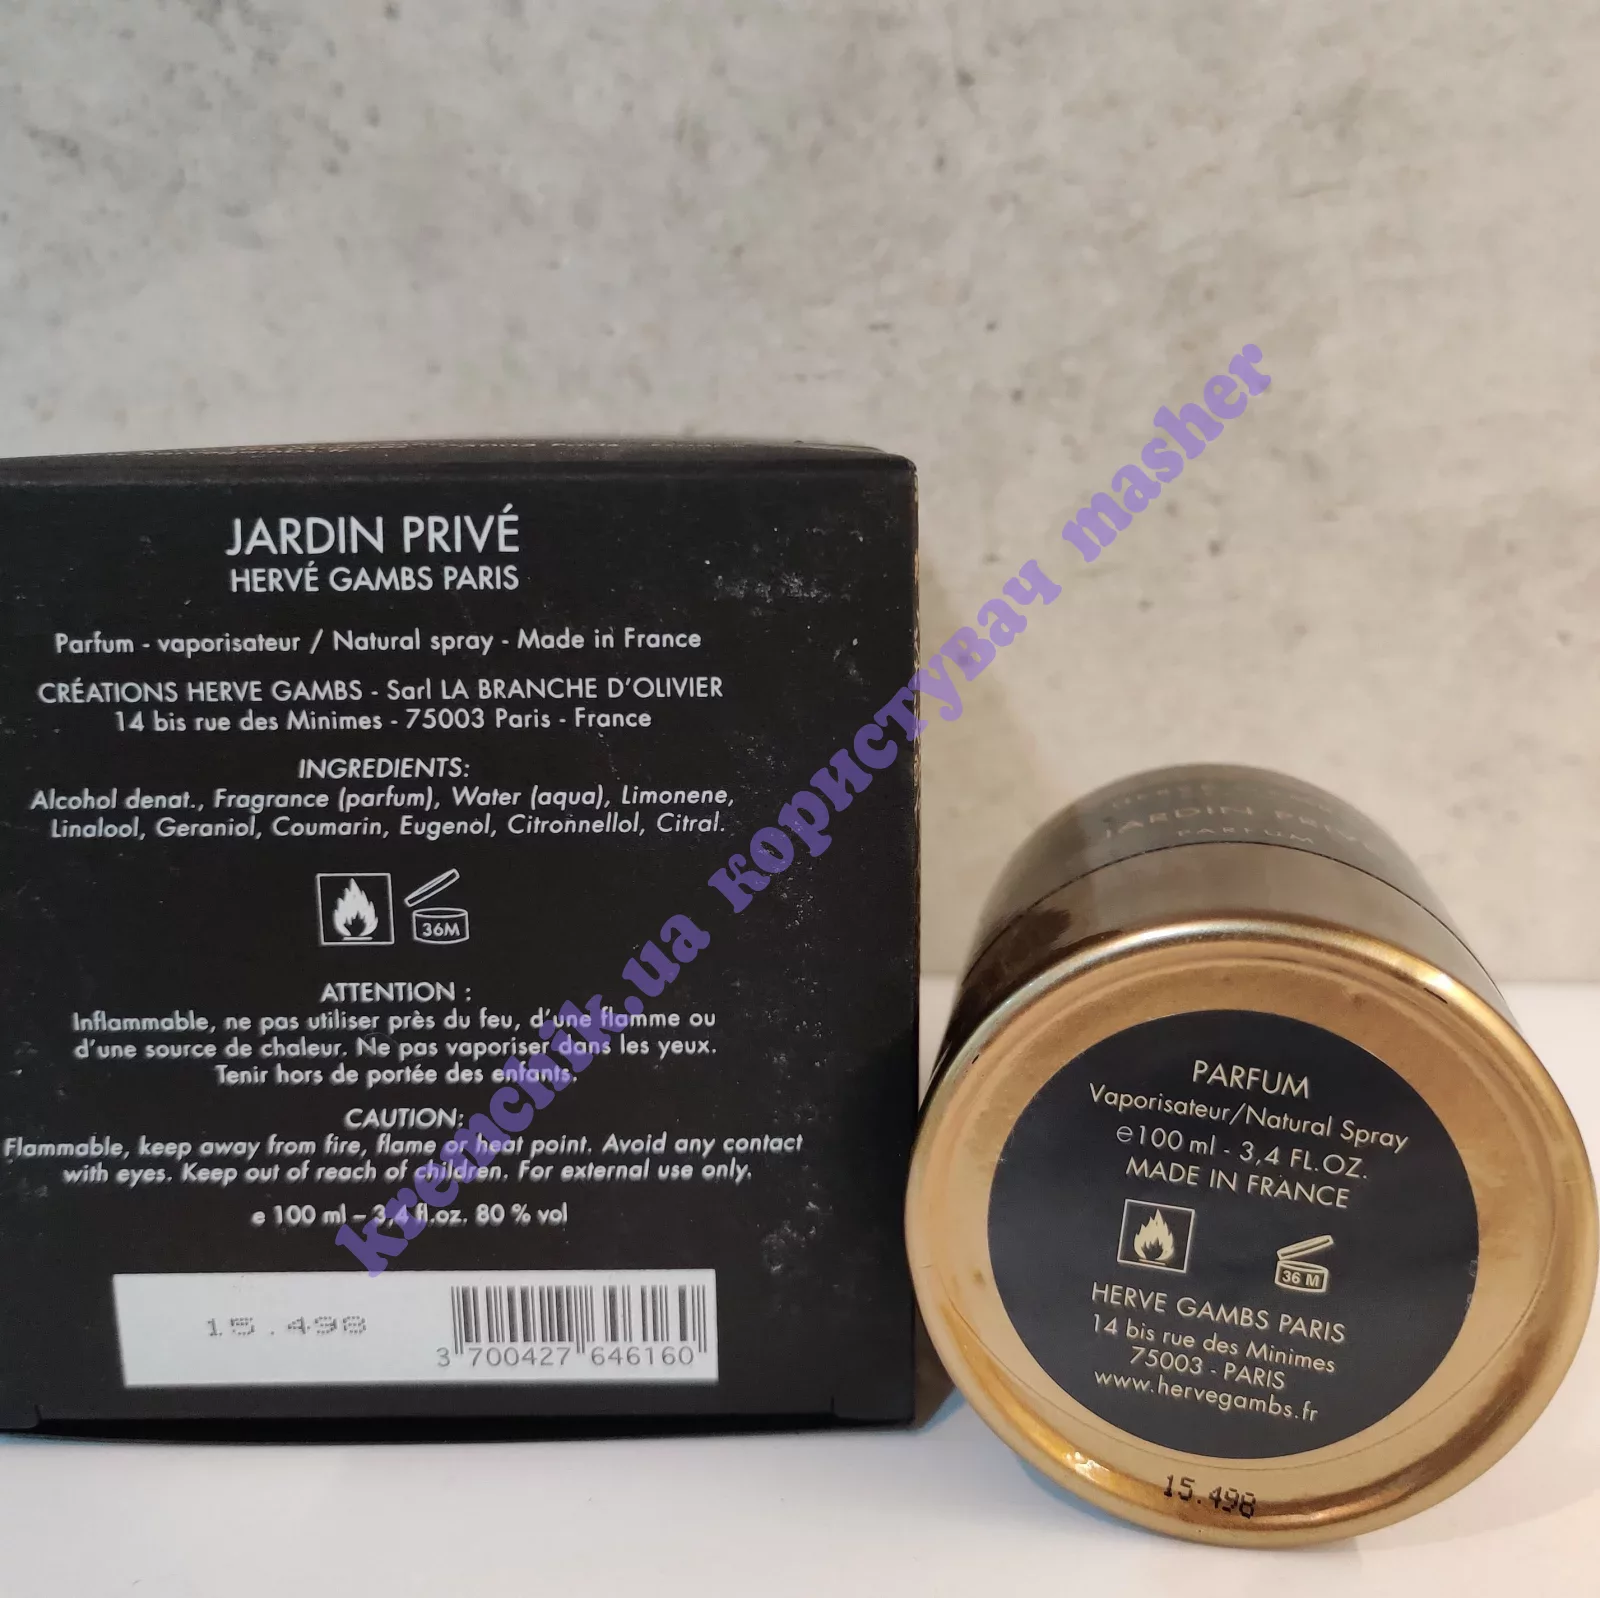 JARDIN PRIVÉ
HERVÉ GAMBS PARIS
Parfum - vaporisateur / Natural spray - Made in France
CRÉATIONS HERVE GAMBS - Sarl LA BRANCHE D'OLIVIER
14 bis rue des Minimes - 75003 Paris - France
INGREDIENTS:
Alcohol denat., Fragrance (parfum), Water (aqua), Limonene,
Linalool, Geraniol, Coumarin, Eugenol, Citronnellol, Citral.
36M
ATTENTION :
Inflammable, ne pas utiliser près du feu, d'une flamme ou
d'une source de chaleur. Ne pas vaporiser dans les yeux.
Tenir hors de portée des enfants.
CAUTION:
Flammable, keep away from fire, flame or heat point. Avoid any contact
with eyes. Keep out of reach of children. For external use only.
e 100 ml – 3,4 fl.oz. 80 % vol
15.498
3 700427 646160
JARDIN PRIVÉ
PARFUM
PARFUM
Vaporisateur/Natural Spray
e100 ml - 3,4 FL.OZ.
MADE IN FRANCE
36 M
HERVE GAMBS PARIS
14 bis rue des Minimes
75003 - PARIS
www.hervegambs.fr
15.498
kremchik.ua користувач masher